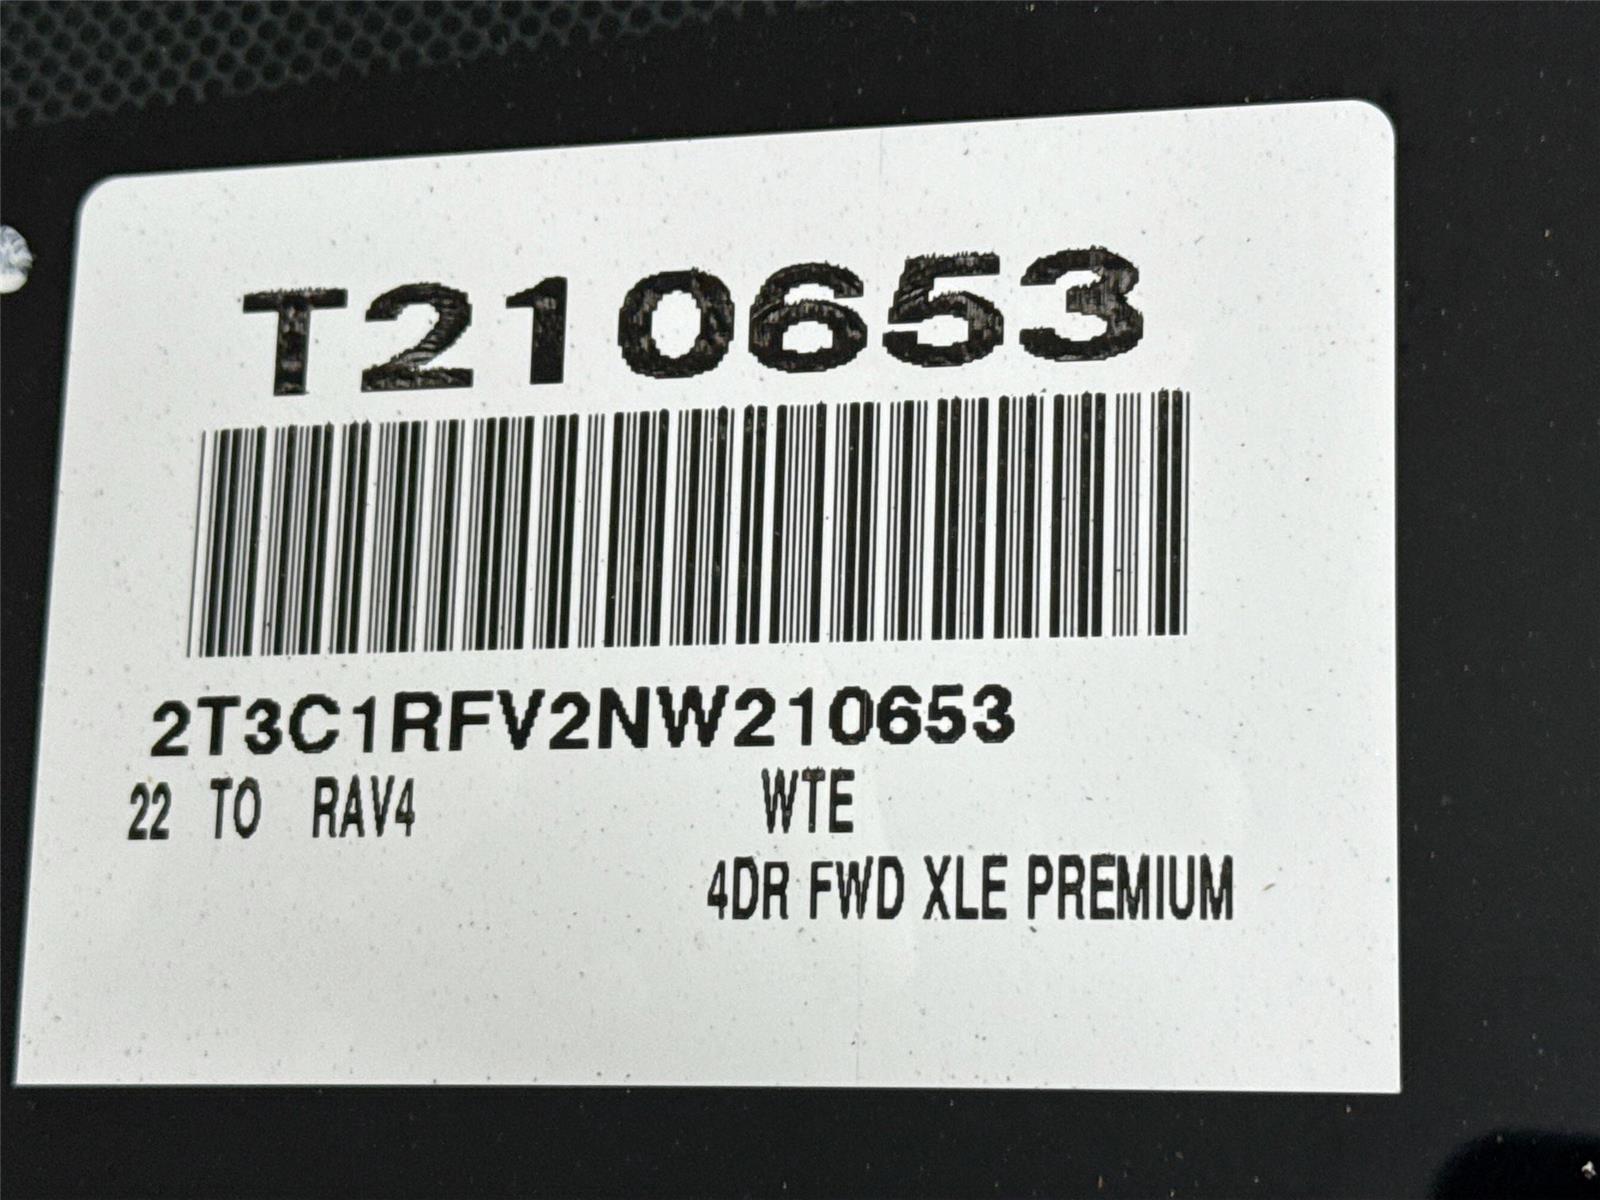 T210653
2T3C1RFV2NW210653
22 TO RAV4 WTE
4DR FWD XLE PREMIUM